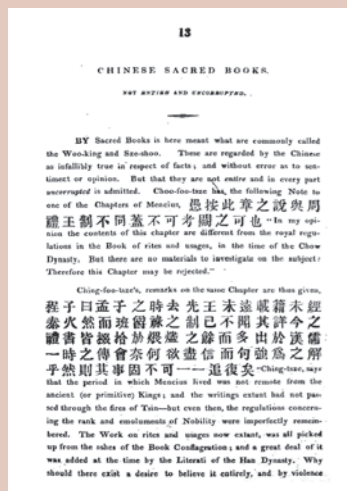 13
CHINESE SACRED BOOKS.
NOT ENTIRE AND UNCORRUPTED.
BY Sacred Books is here meant what are commonly called
the Woo-king and Sze-shoo. These are regarded by the Chinese
as infallibly true in respect of facts; and without error as to sen-
timent or opinion. But that they are not entire and in every part
uncorrupted is admitted. Choo-foo-tsze has, the following Note to
one of the Chapters of Mencius, 愚按此章之說與周
禮王制不同蓋不可考闕之可也 "In my opi-
nion the contents of this chapter are different from the royal regu-
lations in the Book of rites and usages, in the time of the Chow
Dynasty. But there are no materials to investigate on the subject:
Therefore this Chapter may be rejected."
Ching-foo-tsze's, remarks on the same Chapter are thus given,
程子曰孟子之時去先王未遠載籍未經
秦火然而班爵祿之制已不聞其詳今之
禮書皆掇拾煨燼之餘而多出於漢儒
一時之傅會奈何欲盡信而句為之解
乎然則其事固不可一一追復矣 "Ching-tsze, says
that the period in which Mencius lived was not remote from the
ancient (or primitive) Kings; and the writings extant had not pas-
sed through the fires of Tsin—but even then, the regulations concern-
ing the rank and emoluments of Nobility were imperfectly remem-
bered. The Work on rites and usages now extant, was all picked
up from the ashes of the Book Conflagration; and a great deal of it
was added at the time by the Literati of the Han Dynasty. Why
should there exist a desire to believe it entirely, and by violence